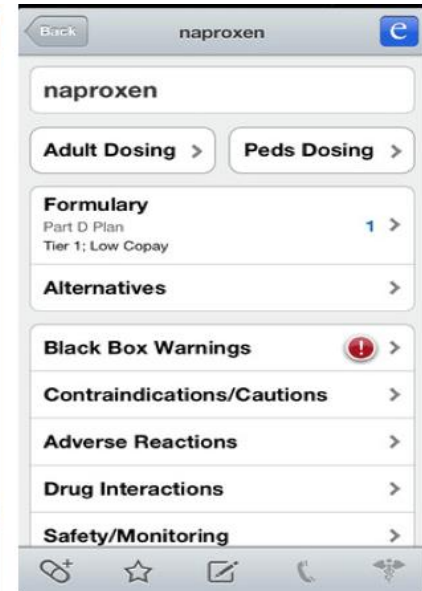 Back
naproxen
e
naproxen
Adult Dosing >
Peds Dosing >
Formulary
Part D Plan
1 >
Tier 1; Low Copay
Alternatives >
Black Box Warnings ! >
Contraindications/Cautions >
Adverse Reactions >
Drug Interactions >
Safety/Monitoring >